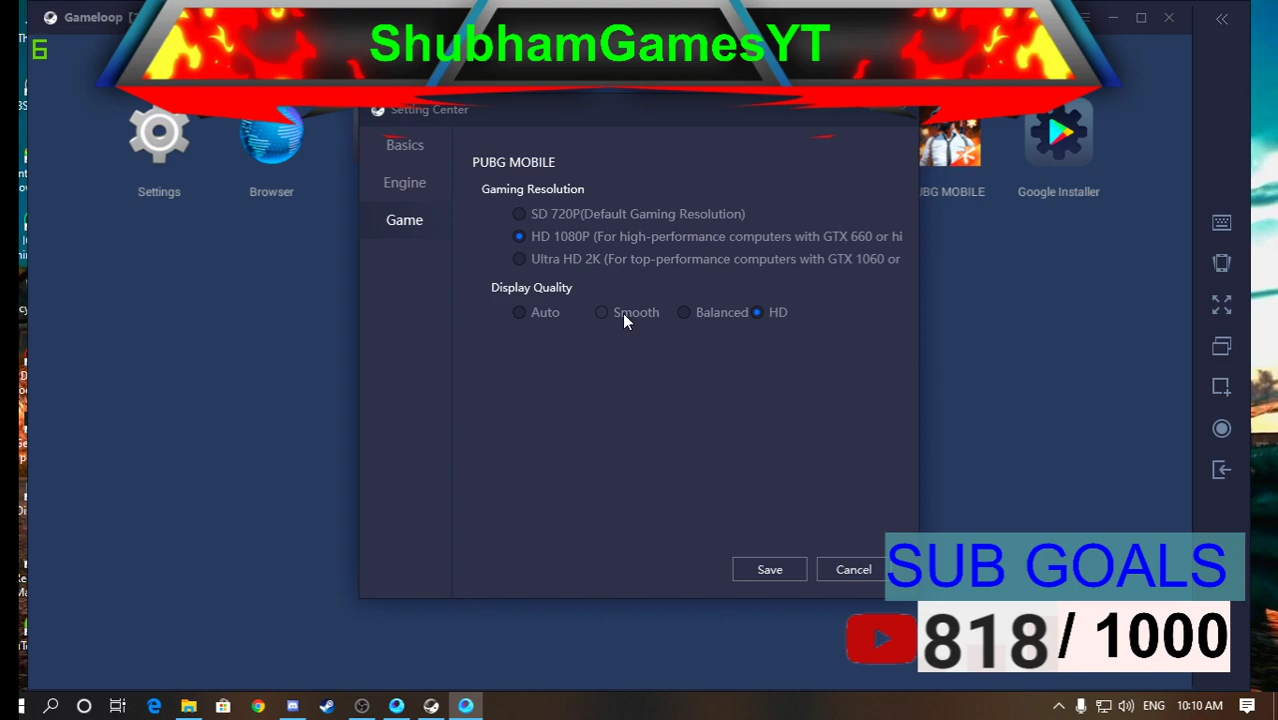 Gameloop
6
ShubhamGamesYT
Setting Center
Settings
Browser
BG MOBILE
Google Installer
Basics
Engine
Game
PUBG MOBILE
Gaming Resolution
SD 720P(Default Gaming Resolution)
HD 1080P (For high-performance computers with GTX 660 or hi
Ultra HD 2K (For top-performance computers with GTX 1060 or
Display Quality
Auto Smooth Balanced HD
Save Cancel
SUB GOALS
818 / 1000
ENG 10:10 AM